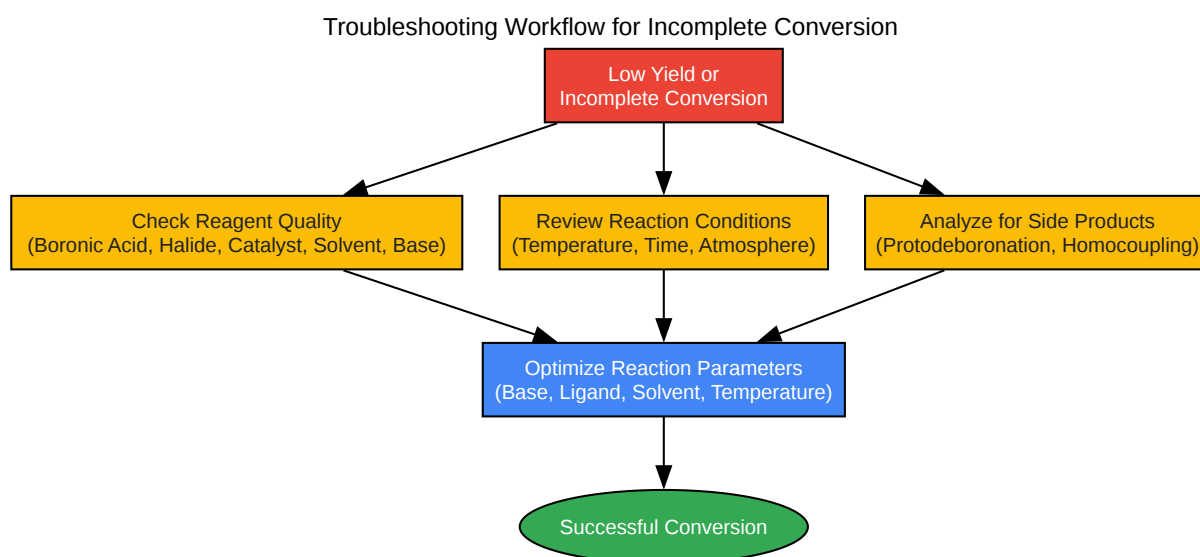 Troubleshooting Workflow for Incomplete Conversion
Low Yield or
Incomplete Conversion
Check Reagent Quality
(Boronic Acid, Halide, Catalyst, Solvent, Base)
Review Reaction Conditions
(Temperature, Time, Atmosphere)
Analyze for Side Products
(Protodeboronation, Homocoupling)
Optimize Reaction Parameters
(Base, Ligand, Solvent, Temperature)
Successful Conversion